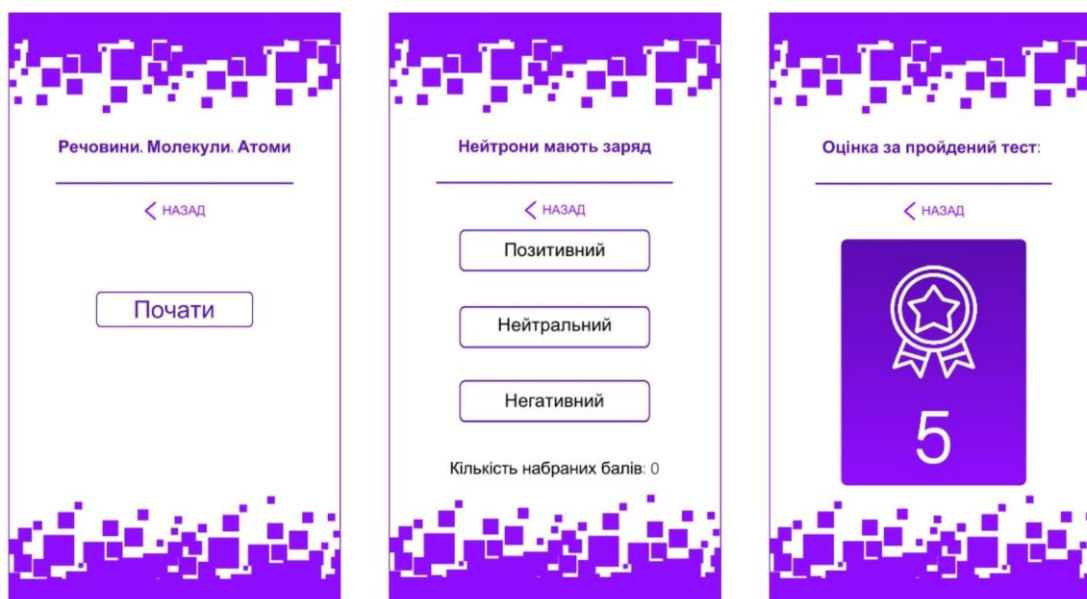 Речовини. Молекули. Атоми
НАЗАД
Почати
Нейтрони мають заряд
НАЗАД
Позитивний
Нейтральний
Негативний
Кількість набраних балів: 0
Оцінка за пройдений тест:
НАЗАД
5